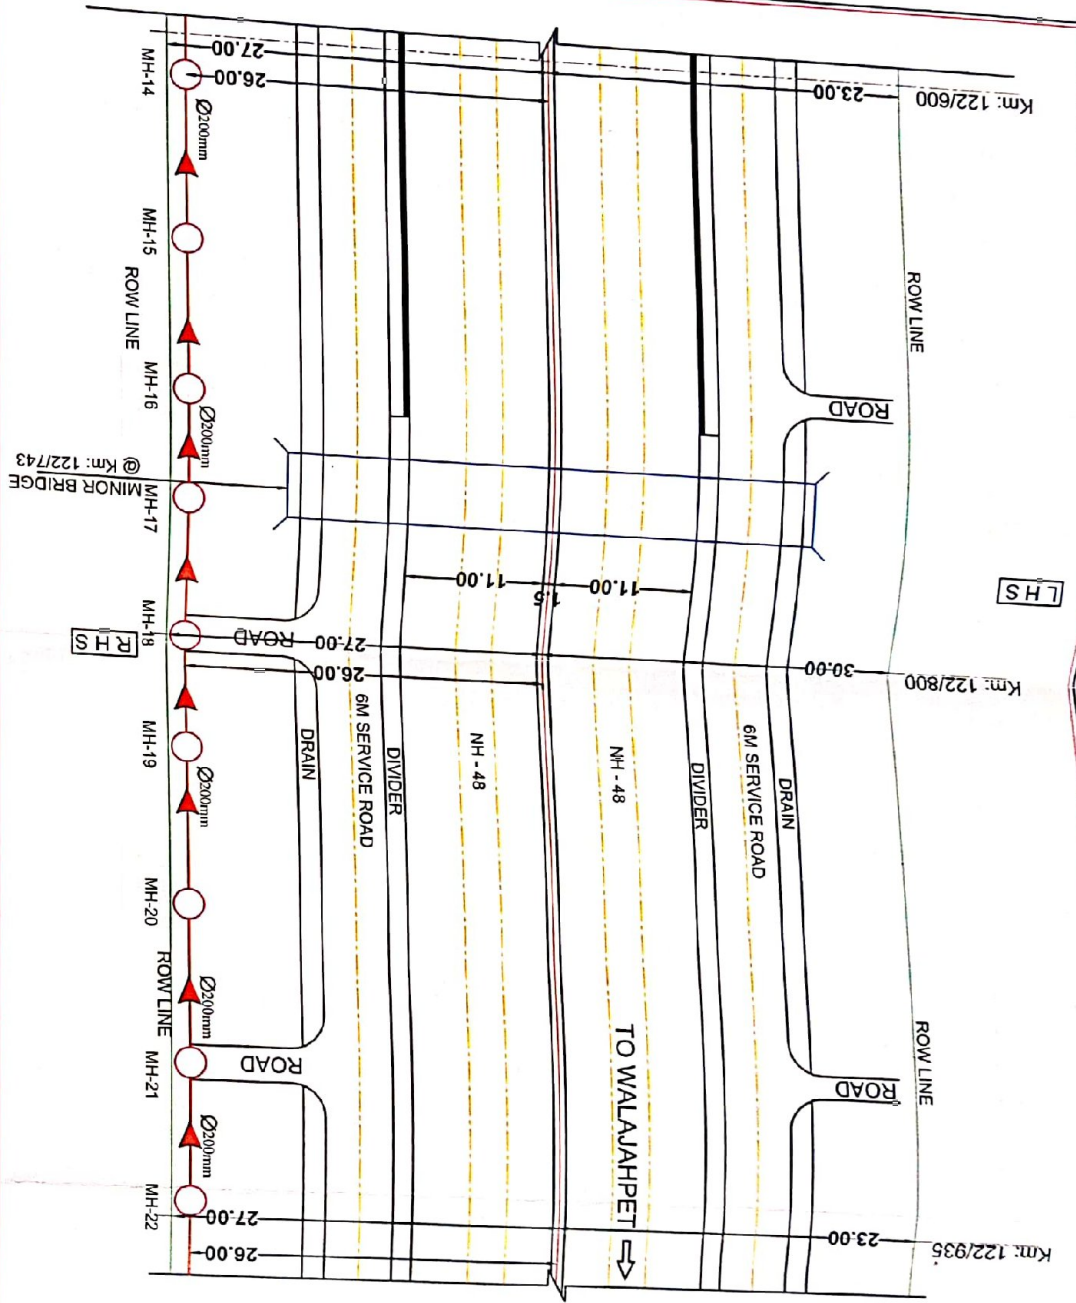 27.00
26.00
23.00
Km: 122/600
MH-14
Ø200mm
MH-15
ROW LINE
ROW LINE
MH-16
Ø200mm
ROAD
MINOR BRIDGE
@ Km: 122/743
MH-17
11.00
1.5
11.00
LHS
MH-18
RHS
ROAD
27.00
26.00
30.00
Km: 122/800
MH-19
Ø200mm
DRAIN
6M SERVICE ROAD
DIVIDER
NH - 48
NH - 48
DIVIDER
6M SERVICE ROAD
DRAIN
MH-20
ROW LINE
Ø200mm
TO WALAJAHPET
ROW LINE
MH-21
ROAD
ROAD
Ø200mm
MH-22
27.00
26.00
23.00
Km: 122/935